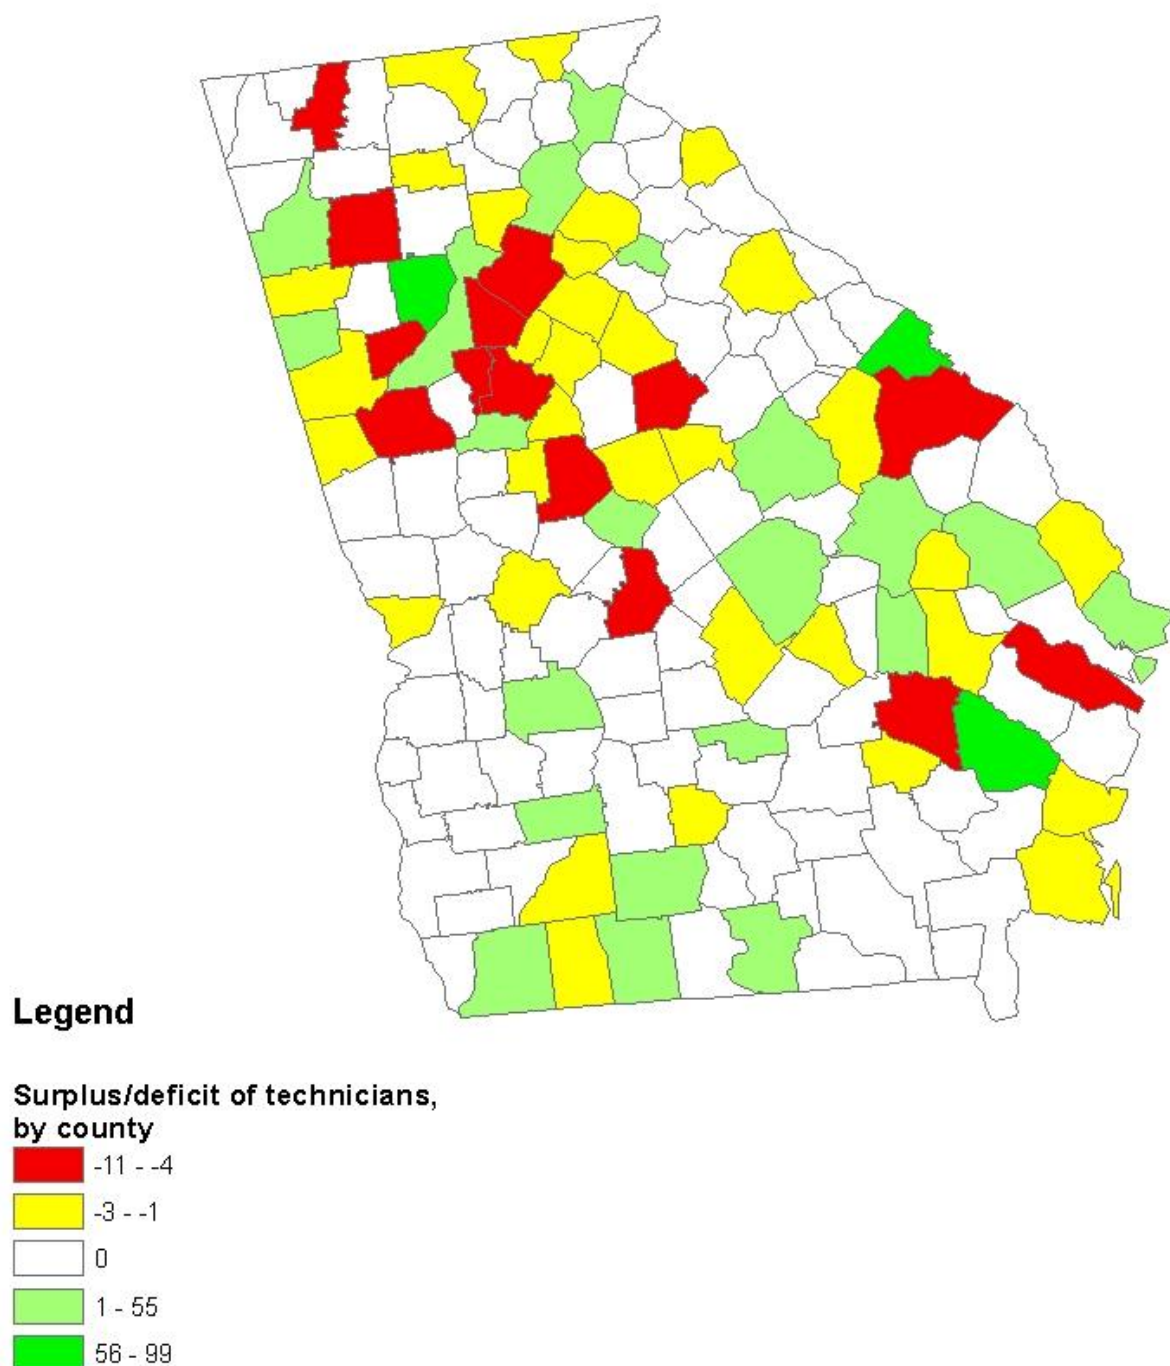 Legend
Surplus/deficit of technicians,
by county
-11 - -4
-3 - -1
0
1 - 55
56 - 99